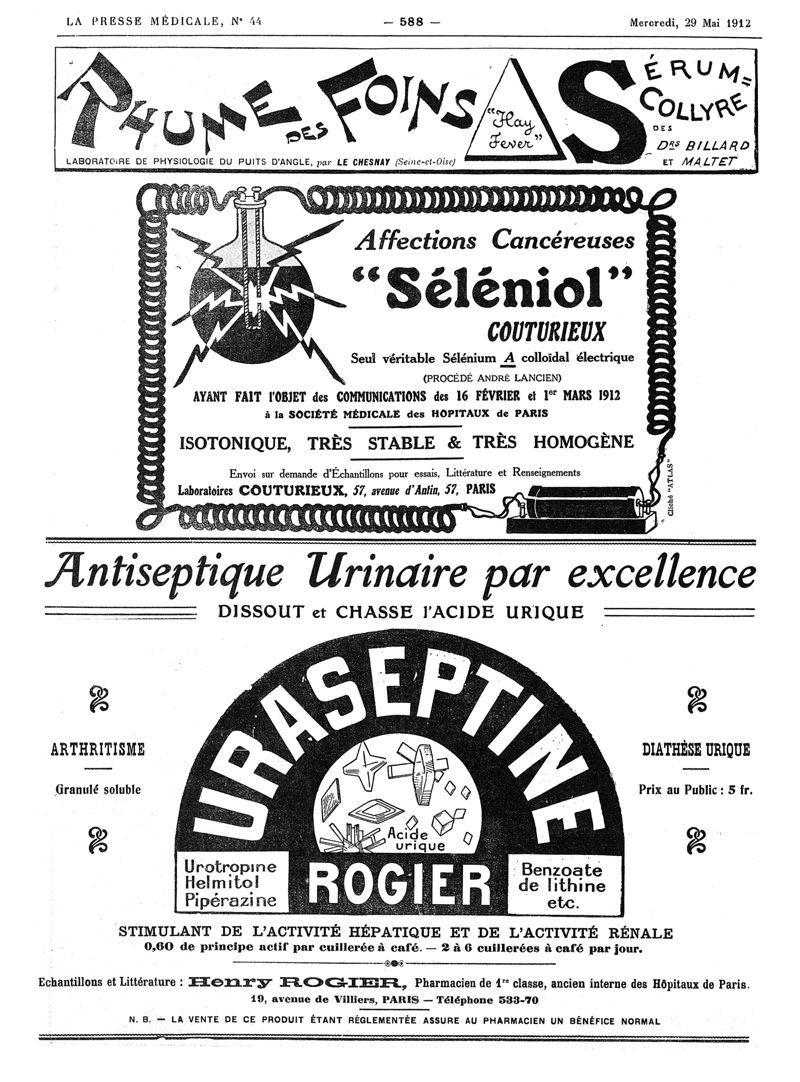 LA PRESSE MÉDICALE, N° 44 — 588 — Mercredi, 29 Mai 1912
RHUME DES FOINS
"Hay Fever"
SÉRUM=COLLYRE
DES
DRS BILLARD
ET MALTET
LABORATOIRE DE PHYSIOLOGIE DU PUITS D'ANGLE, par LE CHESNAY (Seine-et-Oise)
Affections Cancéreuses
"Séléniol"
COUTURIEUX
Seul véritable Sélénium A colloïdal électrique
(PROCÉDÉ ANDRÉ LANCIEN)
AYANT FAIT l'OBJET des COMMUNICATIONS des 16 FÉVRIER et 1er MARS 1912
à la SOCIÉTÉ MÉDICALE des HOPITAUX de PARIS
ISOTONIQUE, TRÈS STABLE & TRÈS HOMOGÈNE
Envoi sur demande d'Échantillons pour essais, Littérature et Renseignements
Laboratoires COUTURIEUX, 57, avenue d'Antin, 57, PARIS
Cliché "ATLAS"
Antiseptique Urinaire par excellence
DISSOUT et CHASSE l'ACIDE URIQUE
URASEPTINE
ARTHRITISME
Granulé soluble
DIATHÈSE URIQUE
Prix au Public : 5 fr.
Acide
urique
Urotropine
Helmitol
Pipérazine
ROGIER
Benzoate
de lithine
etc.
STIMULANT DE L'ACTIVITÉ HÉPATIQUE ET DE L'ACTIVITÉ RÉNALE
0,60 de principe actif par cuillerée à café. — 2 à 6 cuillerées à café par jour.
Echantillons et Littérature : Henry ROGIER, Pharmacien de 1re classe, ancien interne des Hôpitaux de Paris.
19, avenue de Villiers, PARIS — Téléphone 533-70
N. B. — LA VENTE DE CE PRODUIT ÉTANT RÉGLEMENTÉE ASSURE AU PHARMACIEN UN BÉNÉFICE NORMAL